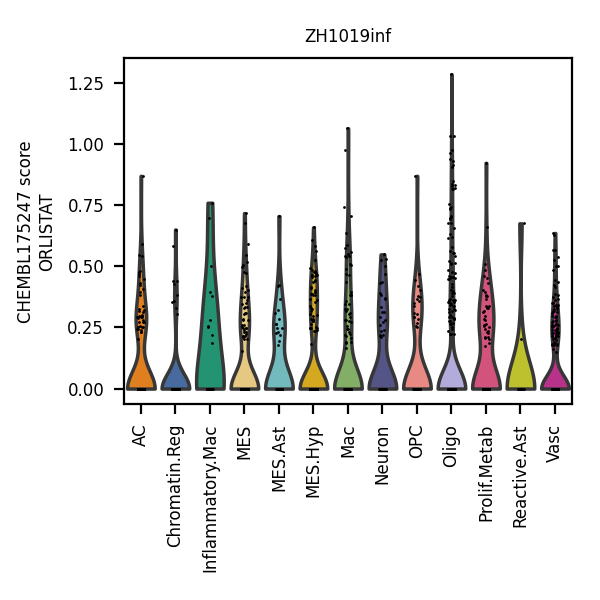 ZH1019inf
CHEMBL175247 score
ORLISTAT
1.25
1.00
0.75
0.50
0.25
0.00
AC
Chromatin.Reg
Inflammatory.Mac
MES
MES.Ast
MES.Hyp
Mac
Neuron
OPC
Oligo
Prolif.Metab
Reactive.Ast
Vasc